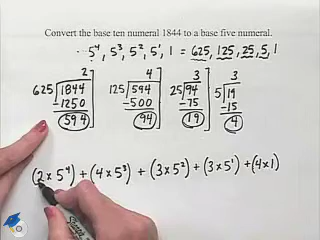 Convert the base ten numeral 1844 to a base five numeral.
... 5⁴, 5³, 5², 5¹, 1 = 625, 125, 25, 5, 1
2 4 3 3
625 1844 125 594 25 94 5 19
-1250 -500 -75 -15
594 94 19 4
(2 x 5⁴) + (4 x 5³) + (3 x 5²) + (3 x 5¹) + (4 x 1)